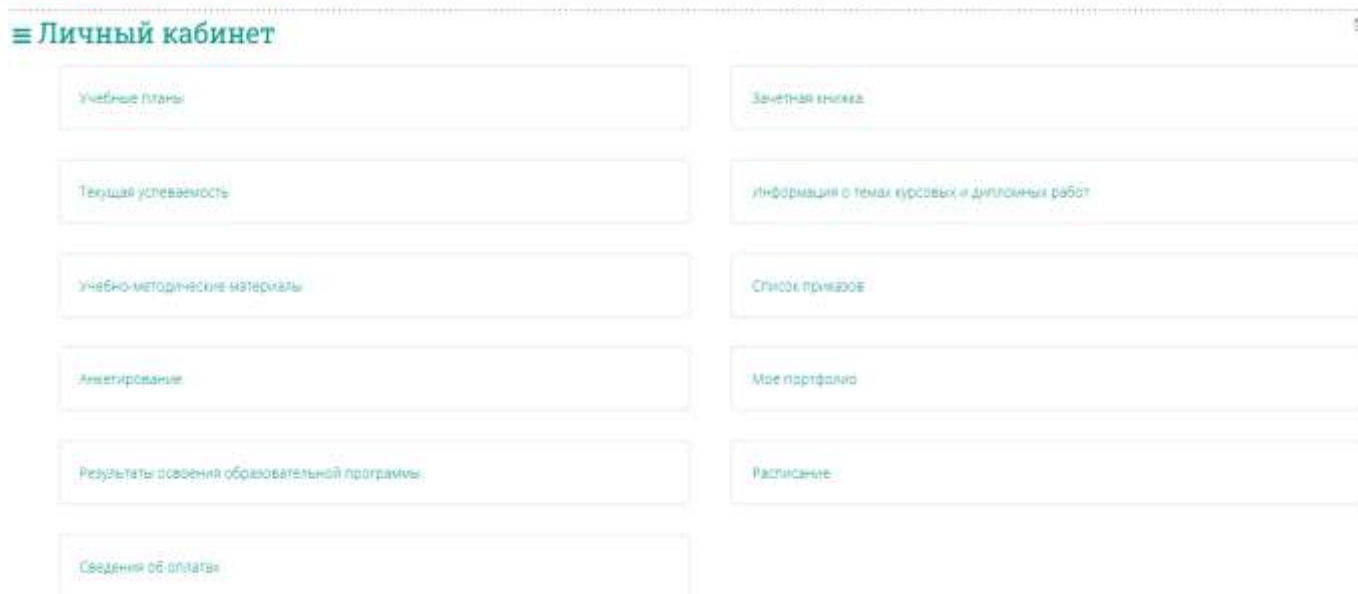 Личный кабинет
Учебные планы
Зачетная книжка
Текущая успеваемость
Информация о темах курсовых и дипломных работ
Учебно-методические материалы
Список приказов
Анкетирование
Мое портфолио
Результаты освоения образовательной программы
Расписание
Сведения об оплатах